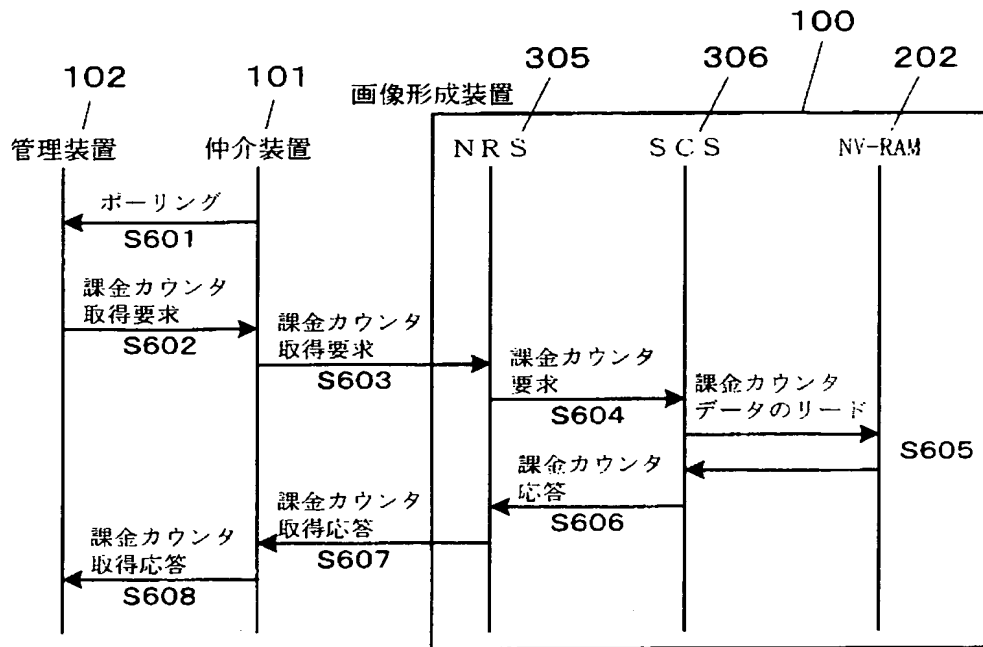 100
102
101
305
306
202
画像形成装置
管理装置
仲介装置
NRS
SCS
NV-RAM
ポーリング
S601
課金カウンタ
取得要求
S602
課金カウンタ
取得要求
S603
課金カウンタ
要求
S604
課金カウンタ
データのリード
S605
課金カウンタ
応答
S606
課金カウンタ
取得応答
S607
課金カウンタ
取得応答
S608